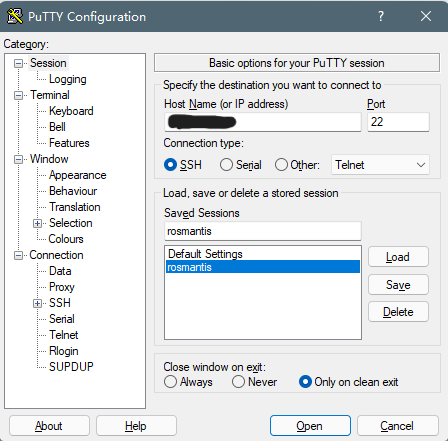 PuTTY Configuration
?
Category:
Session
Logging
Terminal
Keyboard
Bell
Features
Window
Appearance
Behaviour
Translation
Selection
Colours
Connection
Data
Proxy
SSH
Serial
Telnet
Rlogin
SUPDUP
Basic options for your PuTTY session
Specify the destination you want to connect to
Host Name (or IP address) Port
22
Connection type:
SSH Serial Other: Telnet
Load, save or delete a stored session
Saved Sessions
rosmantis
Default Settings
rosmantis
Load
Save
Delete
Close window on exit:
Always Never Only on clean exit
About Help Open Cancel